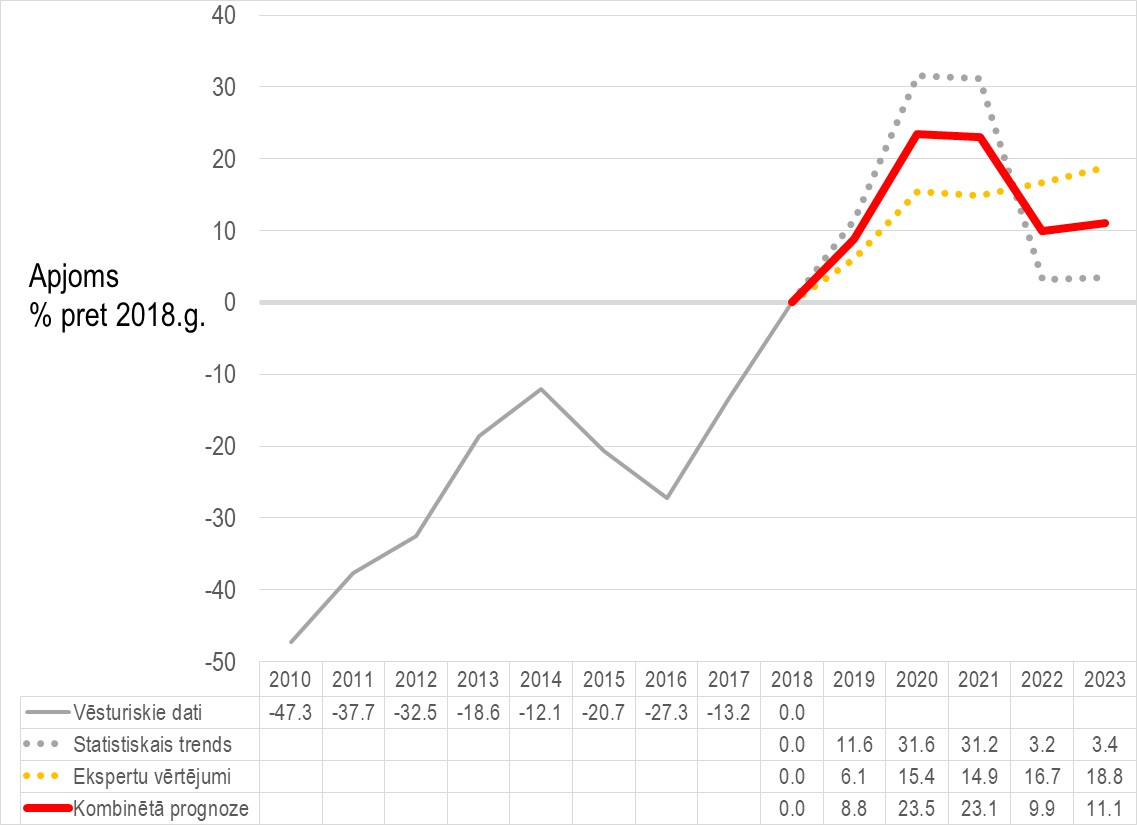 40
30
20
10
0
-10
-20
-30
-40
-50
Apjoms
% pret 2018.g.
2010 2011 2012 2013 2014 2015 2016 2017 2018 2019 2020 2021 2022 2023
Vēsturiskie dati -47.3 -37.7 -32.5 -18.6 -12.1 -20.7 -27.3 -13.2 0.0
Statistiskais trends 0.0 11.6 31.6 31.2 3.2 3.4
Ekspertu vērtējumi 0.0 6.1 15.4 14.9 16.7 18.8
Kombinētā prognoze 0.0 8.8 23.5 23.1 9.9 11.1